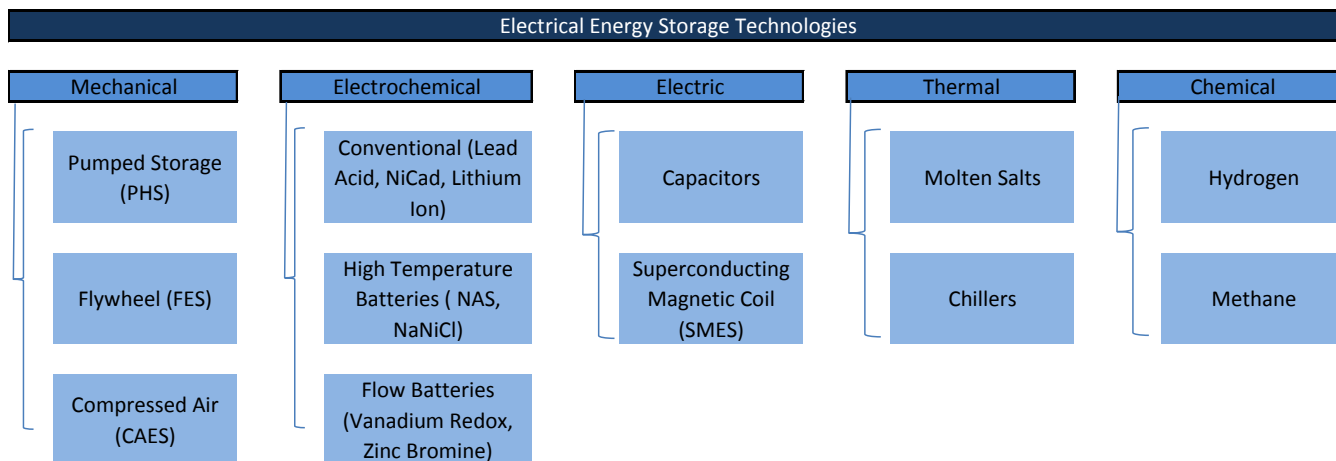 Electrical Energy Storage Technologies
Mechanical
Pumped Storage
(PHS)
Flywheel (FES)
Compressed Air
(CAES)
Electrochemical
Conventional (Lead
Acid, NiCad, Lithium
Ion)
High Temperature
Batteries ( NAS,
NaNiCl)
Flow Batteries
(Vanadium Redox,
Zinc Bromine)
Electric
Capacitors
Superconducting
Magnetic Coil
(SMES)
Thermal
Molten Salts
Chillers
Chemical
Hydrogen
Methane